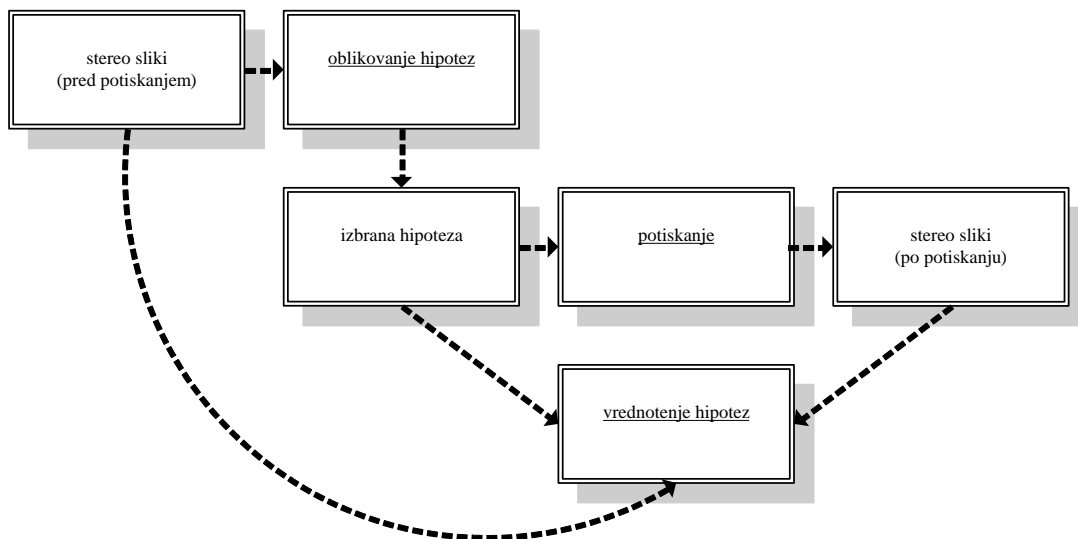 stereo sliki
(pred potiskanjem)
oblikovanje hipotez
izbrana hipoteza
potiskanje
stereo sliki
(po potiskanju)
vrednotenje hipotez